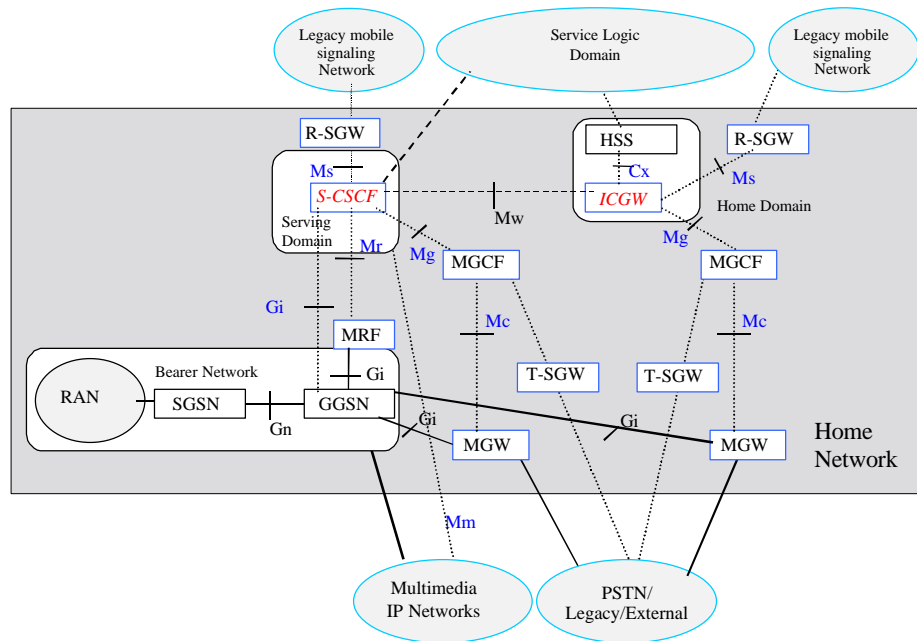 Legacy mobile
signaling
Network
Service Logic
Domain
Legacy mobile
signaling
Network
R-SGW
HSS
R-SGW
Ms
Cx
Ms
S-CSCF
ICGW
Mw
Home Domain
Serving
Domain
Mr
Mg
Mg
MGCF
MGCF
Gi
Mc
Mc
MRF
Bearer Network
Gi
T-SGW
T-SGW
RAN
SGSN
GGSN
Gn
Gi
Gi
MGW
MGW
Home
Network
Mm
Multimedia
IP Networks
PSTN/
Legacy/External